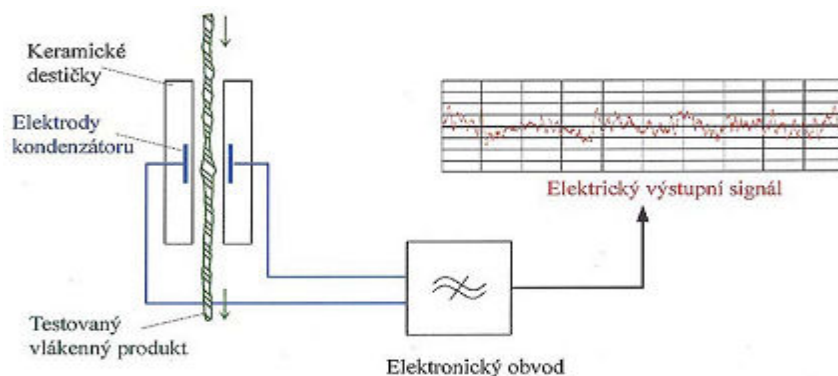 Keramické
destičky
Elektrody
kondenzátoru
Elektrický výstupní signál
Testovaný
vlákenný produkt
Elektronický obvod